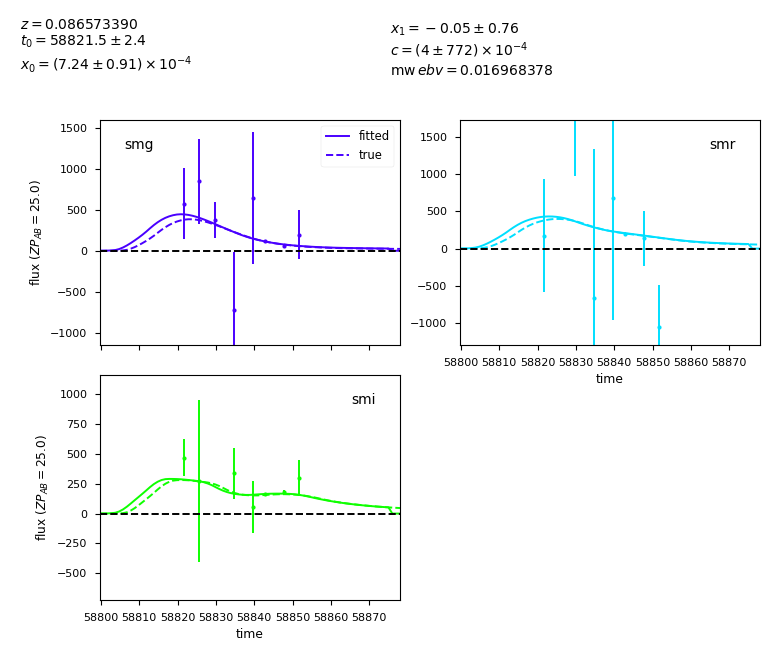 z = 0.086573390
t₀ = 58821.5 ± 2.4
x₀ = (7.24 ± 0.91) × 10⁻⁴
x₁ = −0.05 ± 0.76
c = (4 ± 772) × 10⁻⁴
mw ebv = 0.016968378
smg
fitted
true
1500
1000
500
0
−500
−1000
flux (ZP_AB = 25.0)
smr
1500
1000
500
0
−500
−1000
58800 58810 58820 58830 58840 58850 58860 58870
time
smi
1000
750
500
250
0
−250
−500
flux (ZP_AB = 25.0)
58800 58810 58820 58830 58840 58850 58860 58870
time